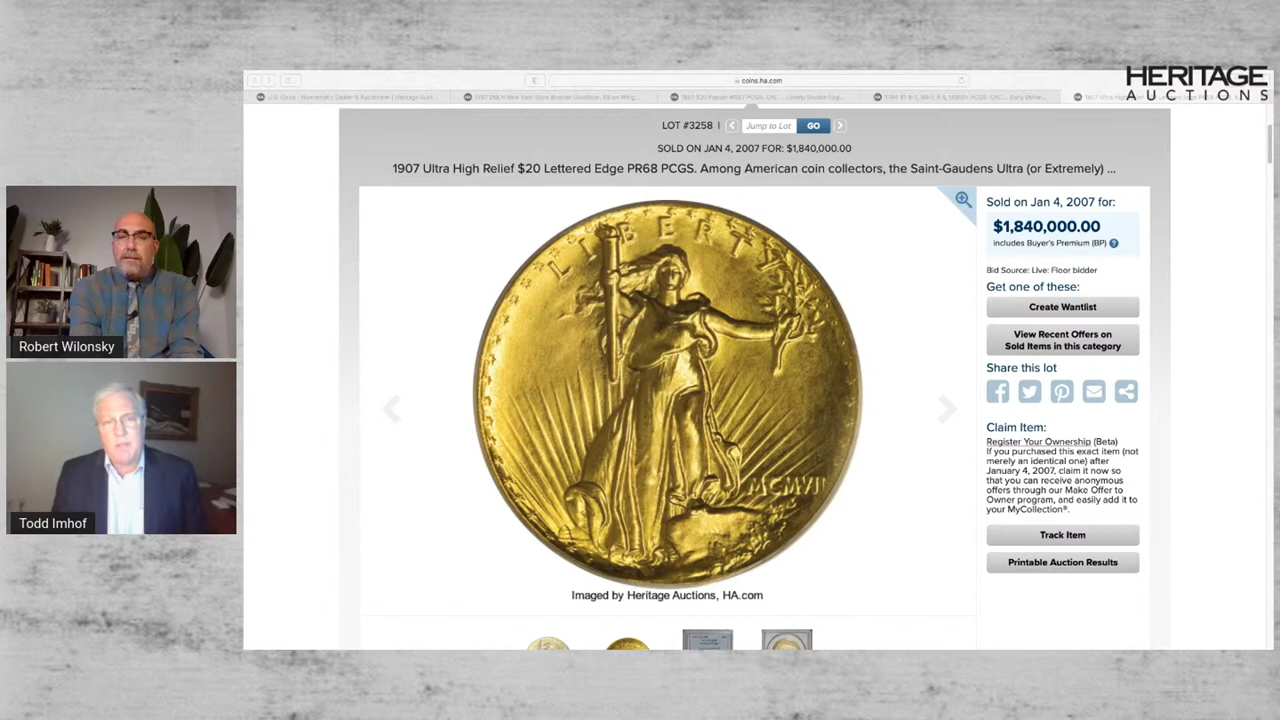 HERITAGE
AUCTIONS
coins.ha.com
LOT #3258 | Jump to Lot GO
SOLD ON JAN 4, 2007 FOR: $1,840,000.00
1907 Ultra High Relief $20 Lettered Edge PR68 PCGS. Among American coin collectors, the Saint-Gaudens Ultra (or Extremely) ...
LIBERTY
MCMVII
Imaged by Heritage Auctions, HA.com
Sold on Jan 4, 2007 for:
$1,840,000.00
includes Buyer's Premium (BP) ?
Bid Source: Live: Floor bidder
Get one of these:
Create Wantlist
View Recent Offers on
Sold Items in this category
Share this lot
Claim Item:
Register Your Ownership (Beta)
If you purchased this exact item (not
merely an identical one) after
January 4, 2007, claim it now so
that you can receive anonymous
offers through our Make Offer to
Owner program, and easily add it to
your MyCollection®.
Track Item
Printable Auction Results
Robert Wilonsky
Todd Imhof